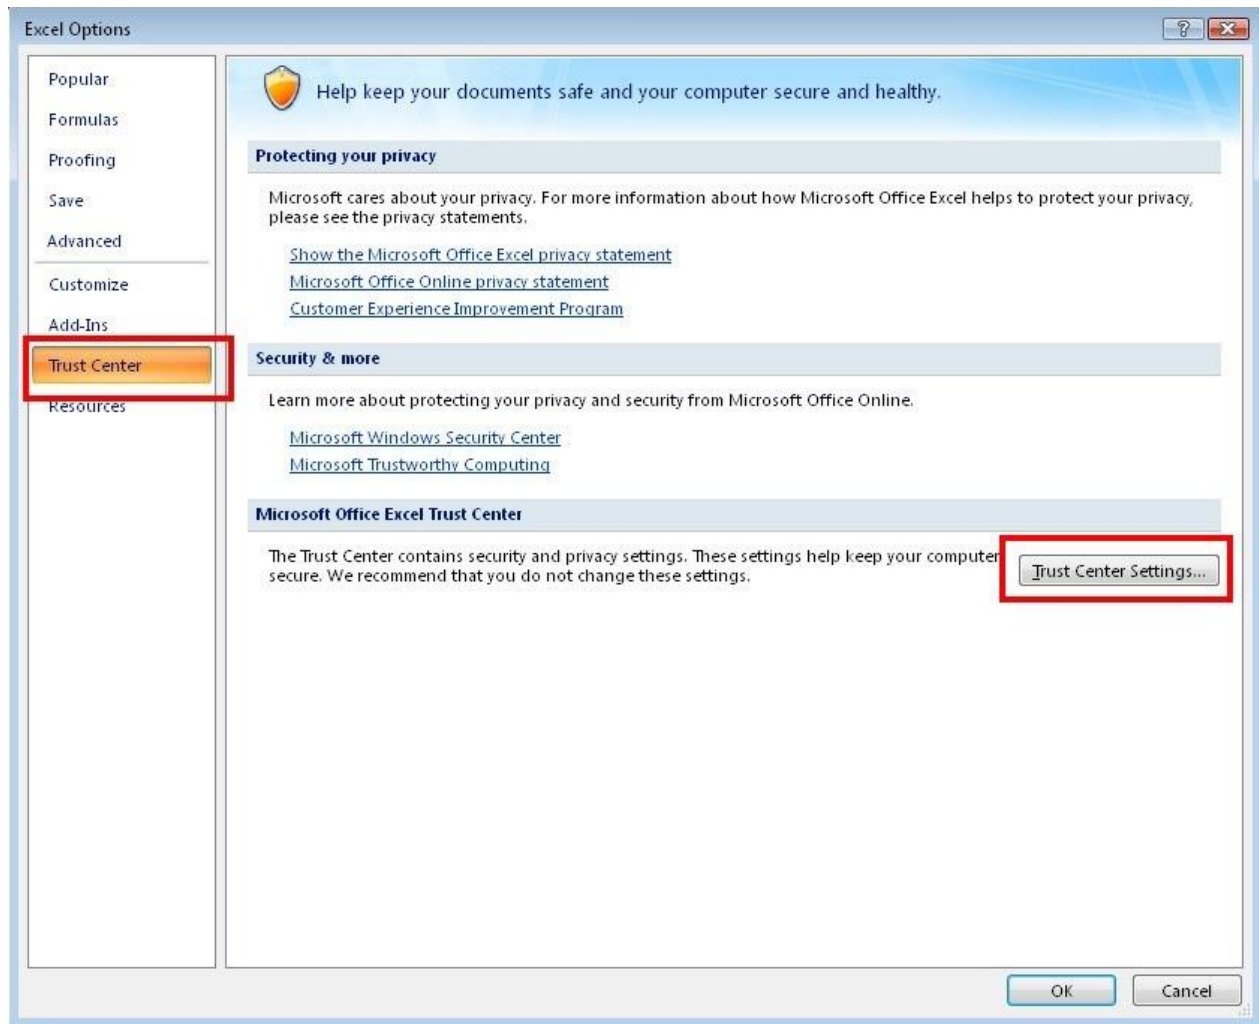 Excel Options
Popular
Formulas
Proofing
Save
Advanced
Customize
Add-Ins
Trust Center
Resources
Help keep your documents safe and your computer secure and healthy.
Protecting your privacy
Microsoft cares about your privacy. For more information about how Microsoft Office Excel helps to protect your privacy,
please see the privacy statements.
Show the Microsoft Office Excel privacy statement
Microsoft Office Online privacy statement
Customer Experience Improvement Program
Security & more
Learn more about protecting your privacy and security from Microsoft Office Online.
Microsoft Windows Security Center
Microsoft Trustworthy Computing
Microsoft Office Excel Trust Center
The Trust Center contains security and privacy settings. These settings help keep your computer
secure. We recommend that you do not change these settings.
Trust Center Settings...
OK
Cancel